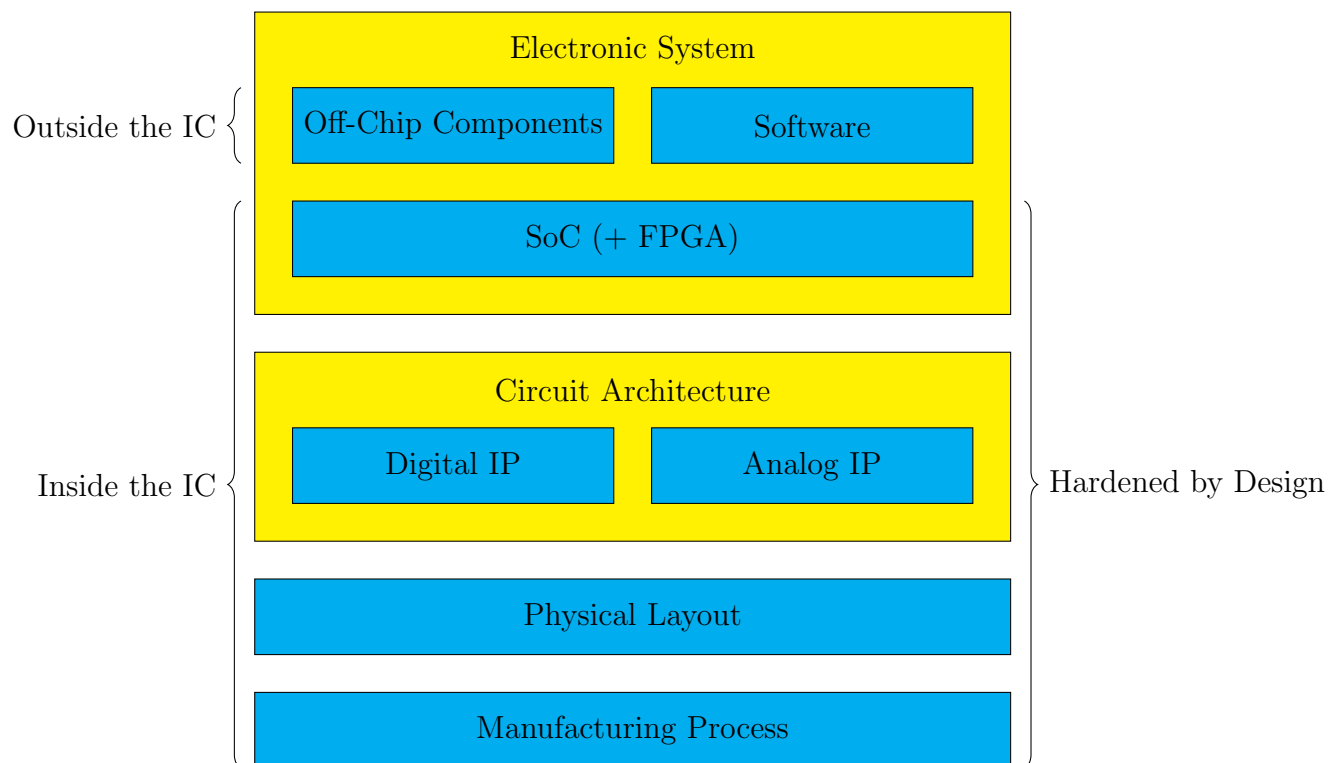 Electronic System
Outside the IC
Off-Chip Components
Software
SoC (+ FPGA)
Circuit Architecture
Digital IP
Analog IP
Inside the IC
Hardened by Design
Physical Layout
Manufacturing Process